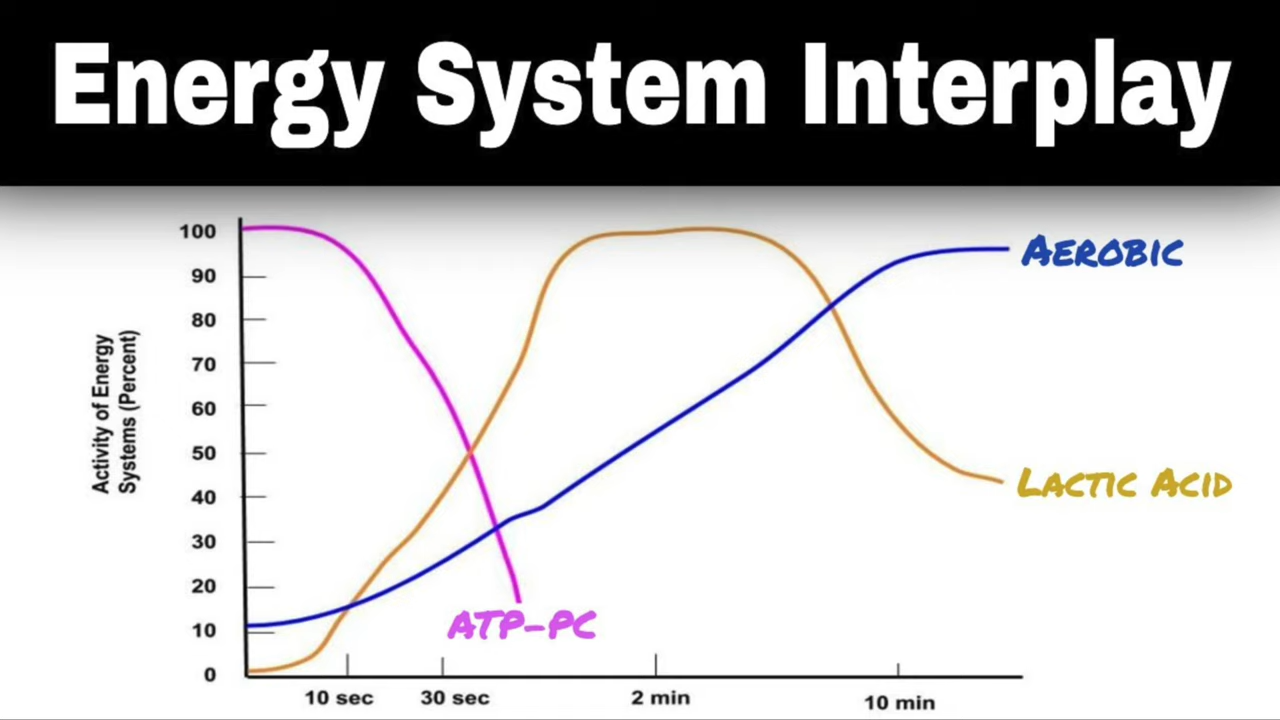 Energy System Interplay
100
90
80
70
60
50
40
30
20
10
0
Activity of Energy
Systems (Percent)
AEROBIC
LACTIC ACID
ATP-PC
10 sec
30 sec
2 min
10 min